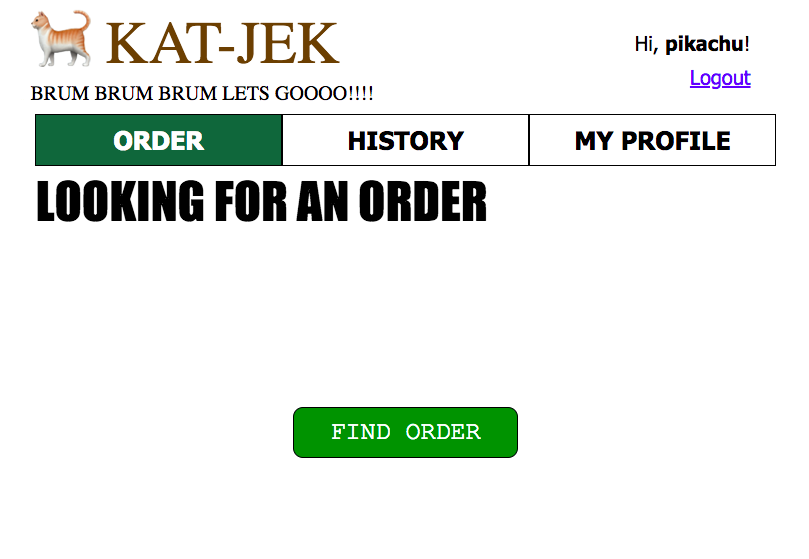 KAT-JEK
Hi, pikachu!
Logout
BRUM BRUM BRUM LETS GOOOO!!!!
ORDER
HISTORY
MY PROFILE
LOOKING FOR AN ORDER
FIND ORDER